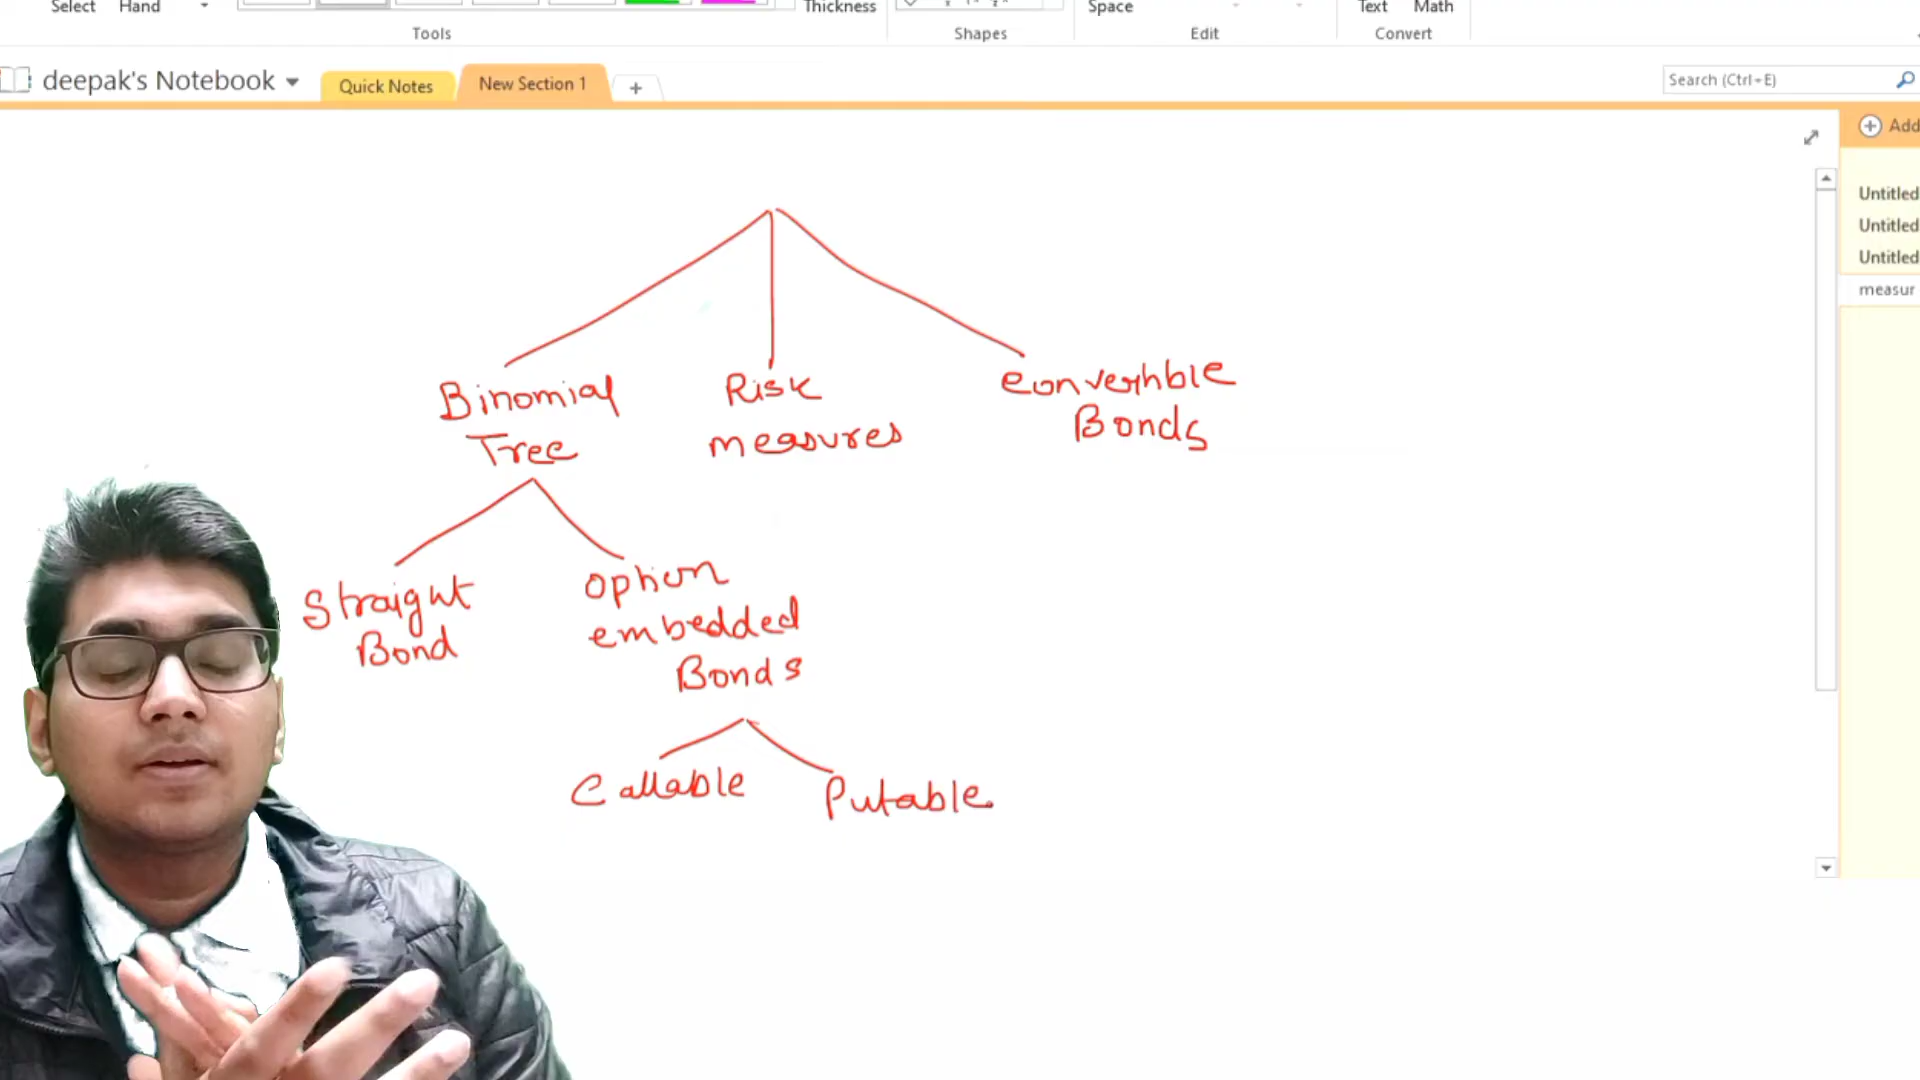 Select Hand
Thickness
Space
Text Math
Tools
Shapes
Edit
Convert
deepak's Notebook
Quick Notes
New Section 1
Search (Ctrl+E)
Add
Untitled
Untitled
Untitled
measur
Binomial
Tree
Risk
measures
Convertible
Bonds
Straight
Bond
option
embedded
Bonds
Callable
Putable